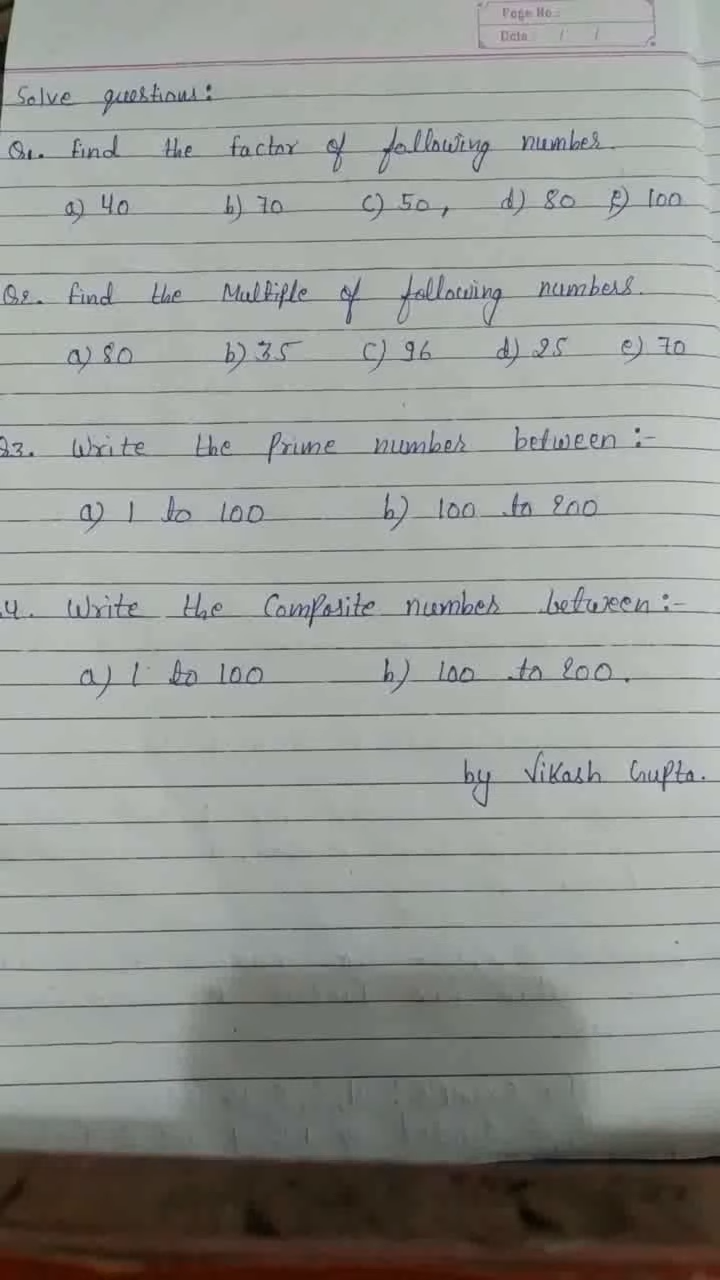 Page No.:
Date / /
Solve questions:
Q1. find the factor of following number.
a) 40 b) 70 c) 50, d) 80 e) 100
Q2. find the Multiple of following numbers.
a) 80 b) 35 c) 96 d) 25 e) 70
Q3. Write the Prime number between :-
a) 1 to 100 b) 100 to 200
4. Write the Composite number between :-
a) 1 to 100 b) 100 to 200.
by Vikash Gupta.